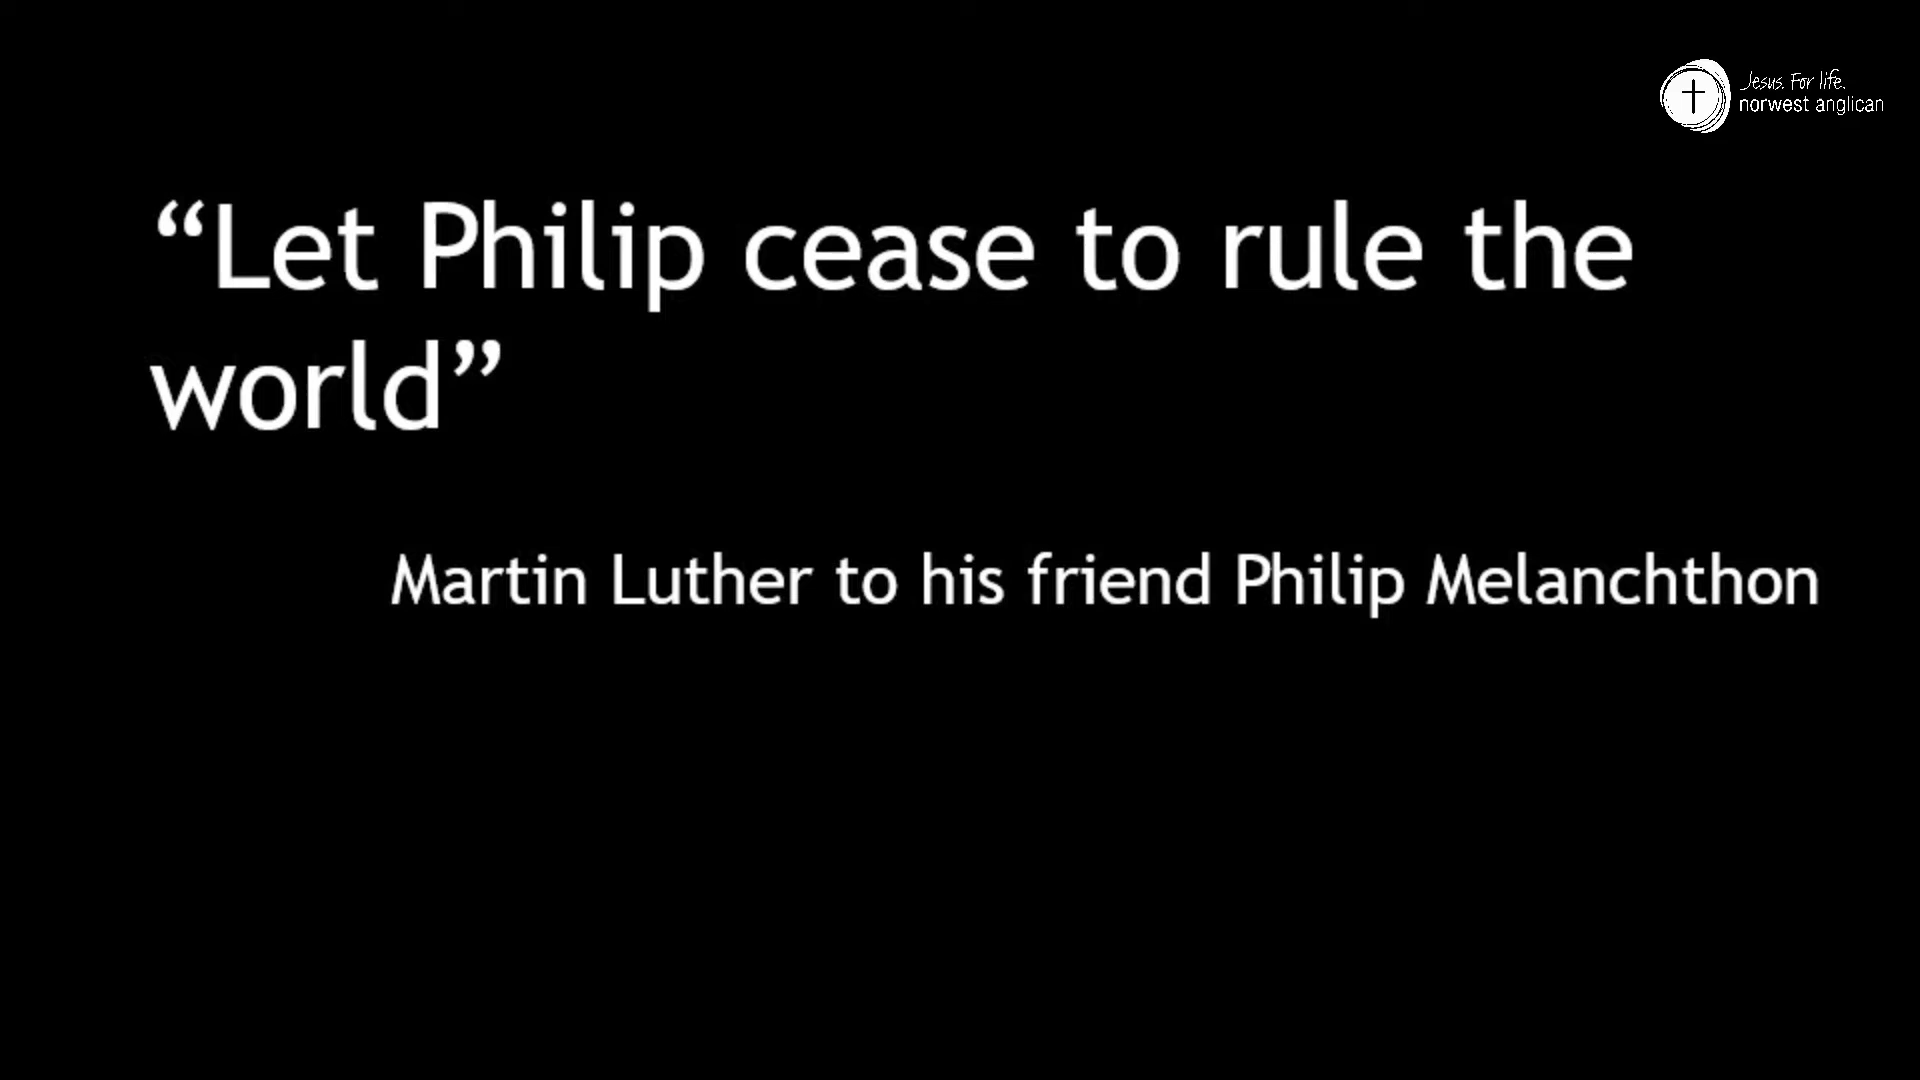 Jesus. For life.
norwest anglican
“Let Philip cease to rule the
world”
Martin Luther to his friend Philip Melanchthon